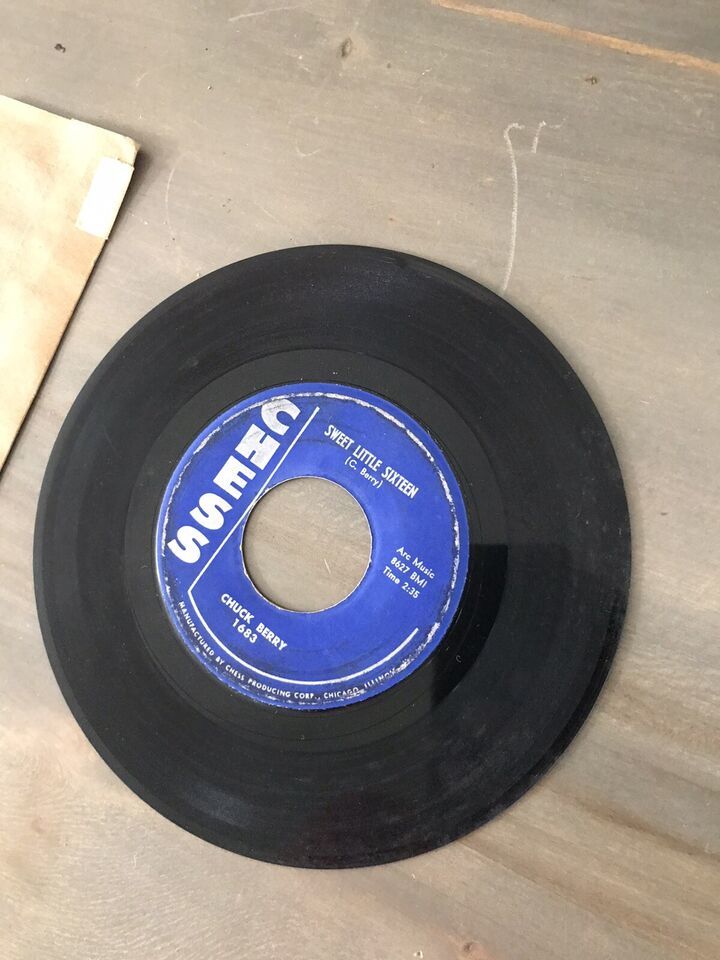 CHESS
SWEET LITTLE SIXTEEN
(C. Berry)
Arc Music
8627 BMI
Time 2:35
CHUCK BERRY
1683
MANUFACTURED BY CHESS PRODUCING CORP., CHICAGO, ILLINOIS